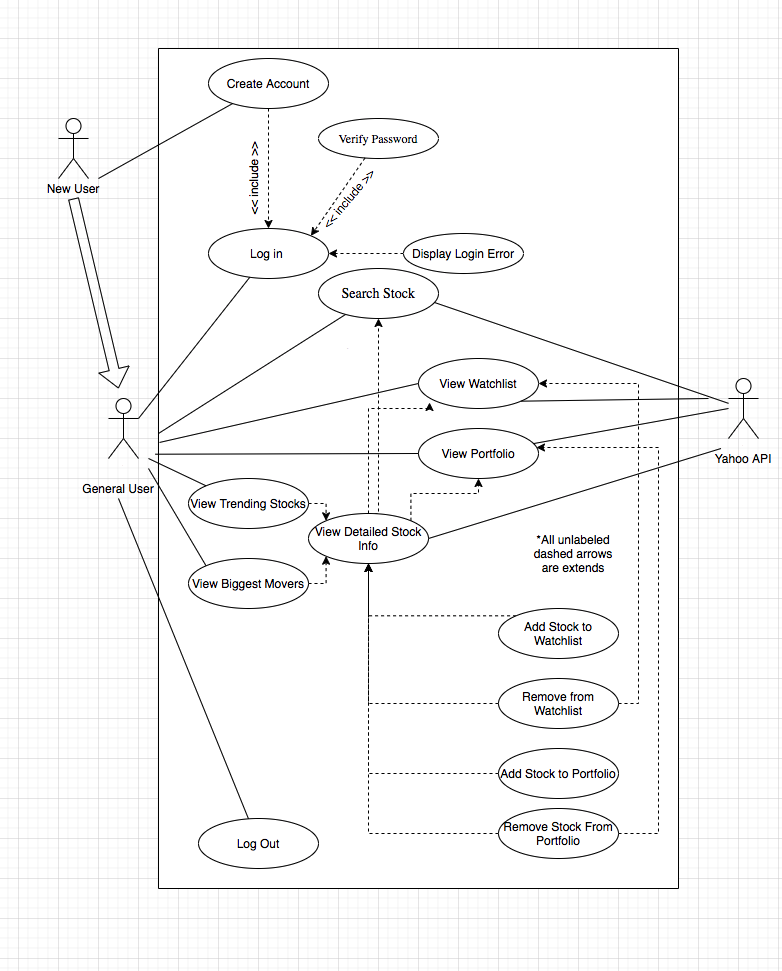 Create Account
Verify Password
<< include >>
<< include >>
New User
Log in
Display Login Error
Search Stock
View Watchlist
View Portfolio
Yahoo API
General User
View Trending Stocks
View Detailed Stock
Info
*All unlabeled
dashed arrows
are extends
View Biggest Movers
Add Stock to
Watchlist
Remove from
Watchlist
Add Stock to Portfolio
Remove Stock From
Portfolio
Log Out